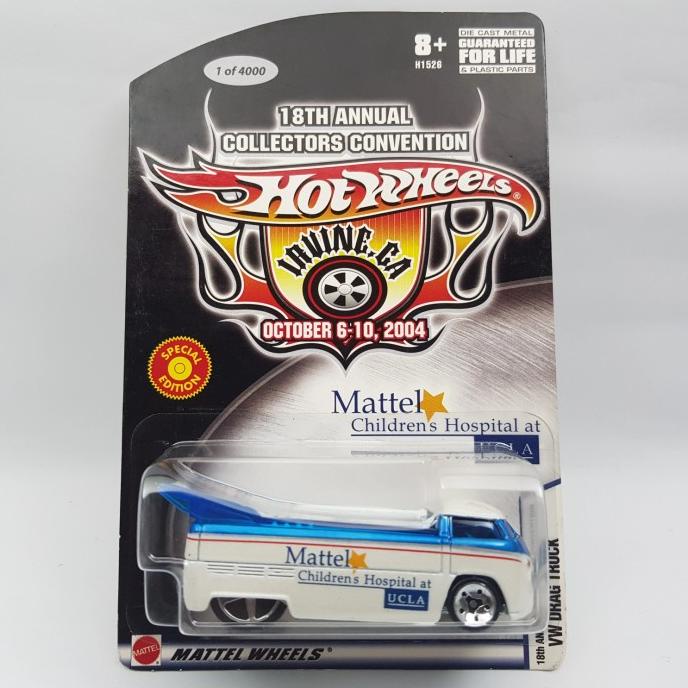 1 of 4000
8+
H1526
DIE CAST METAL
GUARANTEED
FOR LIFE
& PLASTIC PARTS
18TH ANNUAL
COLLECTORS CONVENTION
HOT WHEELS
IRVINE, CA
OCTOBER 6-10, 2004
SPECIAL
EDITION
Mattel
Children's Hospital at
UCLA
Mattel
Children's Hospital at
UCLA
MATTEL
MATTEL WHEELS
18th
VW DRAG TRUCK